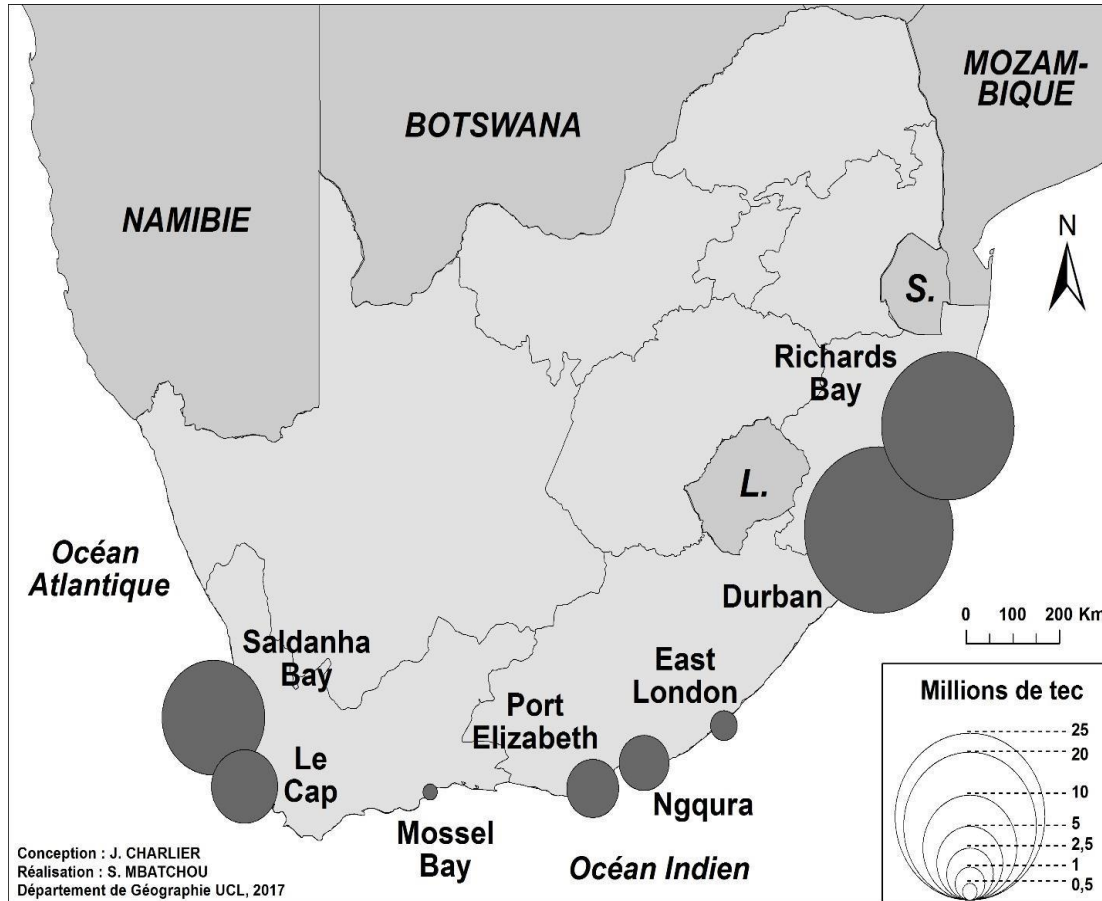 MOZAM-
BIQUE
BOTSWANA
NAMIBIE
N
S.
Richards
Bay
L.
Océan
Atlantique
Durban
0 100 200 Km
Saldanha
Bay
East
London
Port
Elizabeth
Le
Cap
Ngqura
Mossel
Bay
Océan Indien
Millions de tec
25
20
10
5
2,5
1
0,5
Conception : J. CHARLIER
Réalisation : S. MBATCHOU
Département de Géographie UCL, 2017